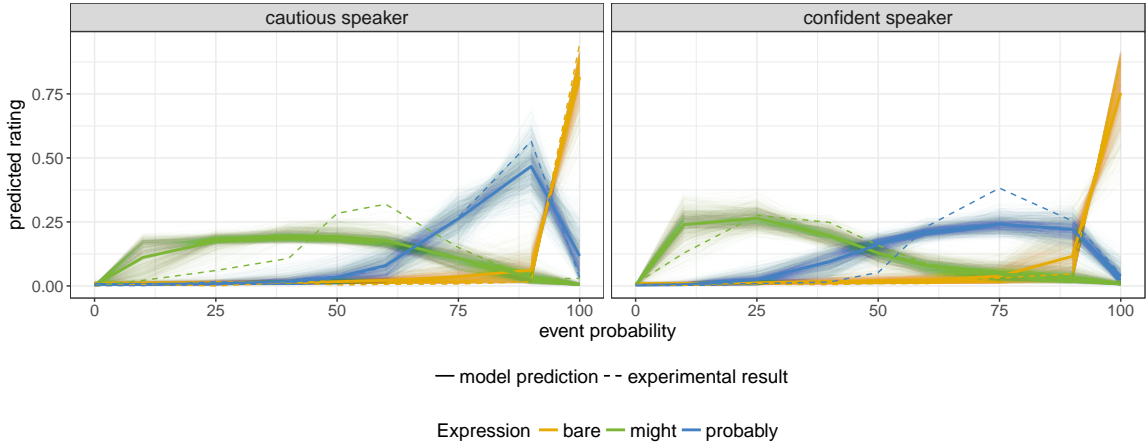 cautious speaker
confident speaker
predicted rating
0.75
0.50
0.25
0.00
0 25 50 75 100 0 25 50 75 100
event probability
model prediction experimental result
Expression bare might probably